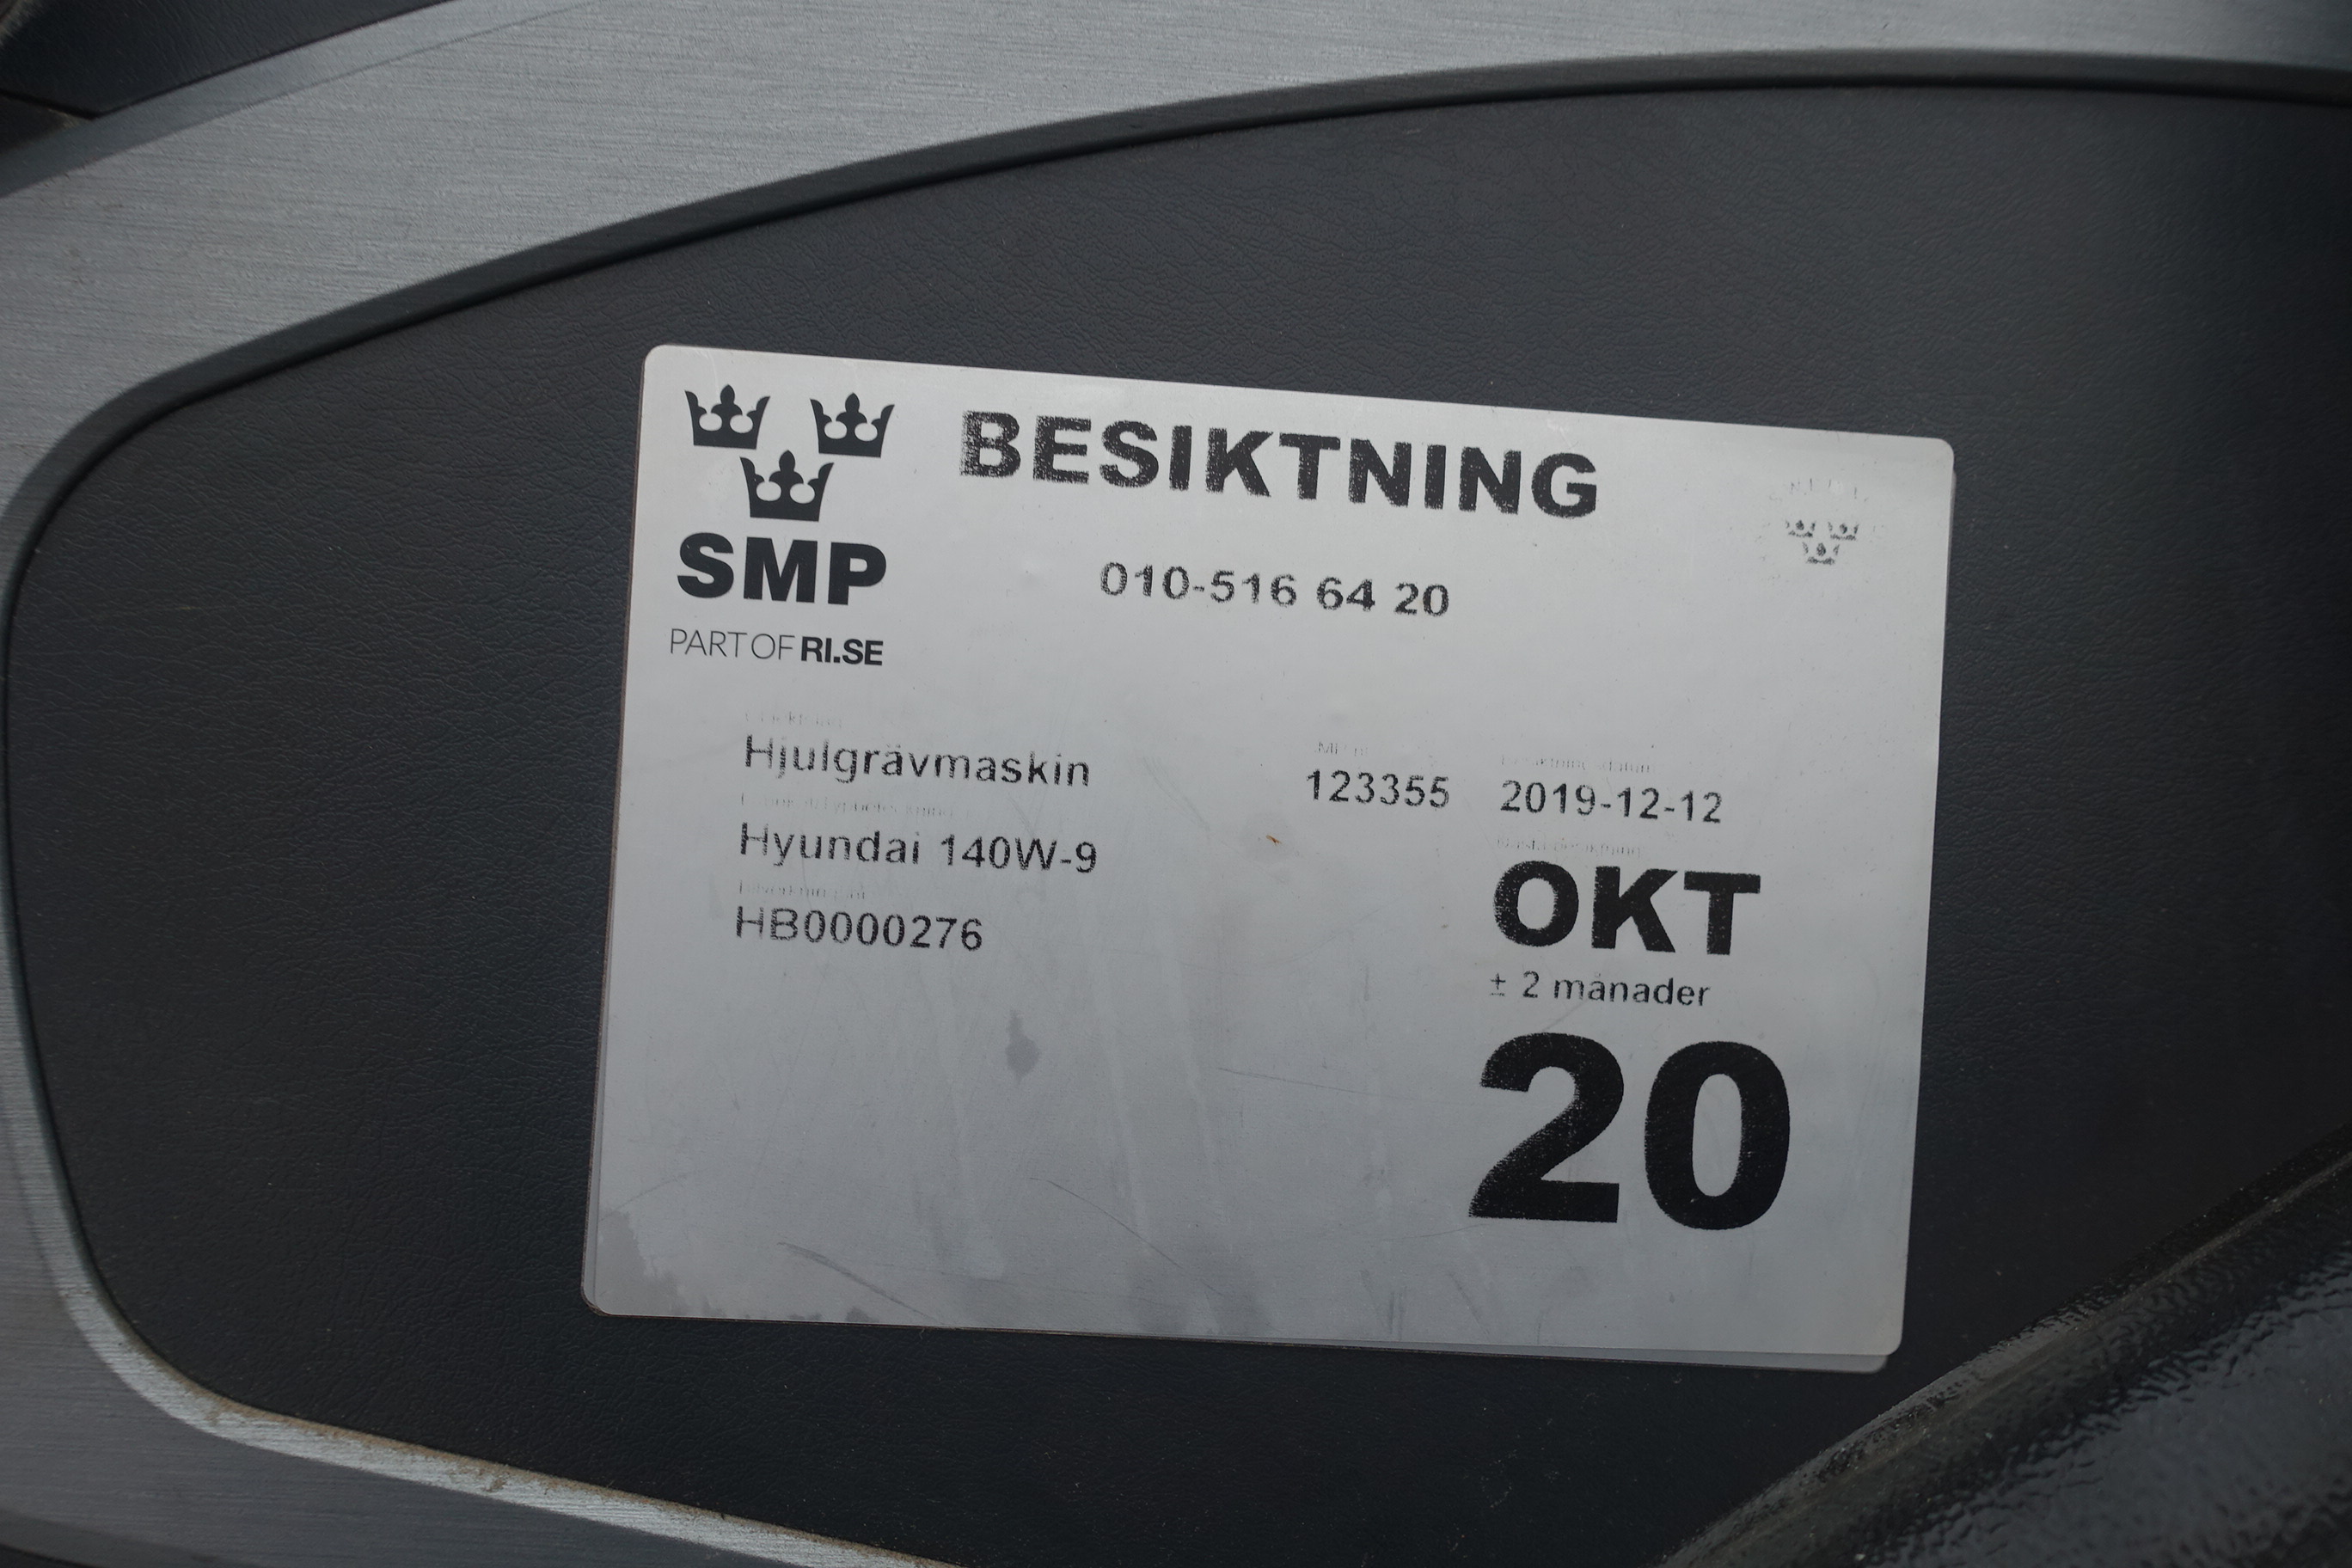 BESIKTNING
SMP
010-516 64 20
PART OF RI.SE
Hjulgrävmaskin
123355 2019-12-12
Hyundai 140W-9
HB0000276
OKT
± 2 månader
20